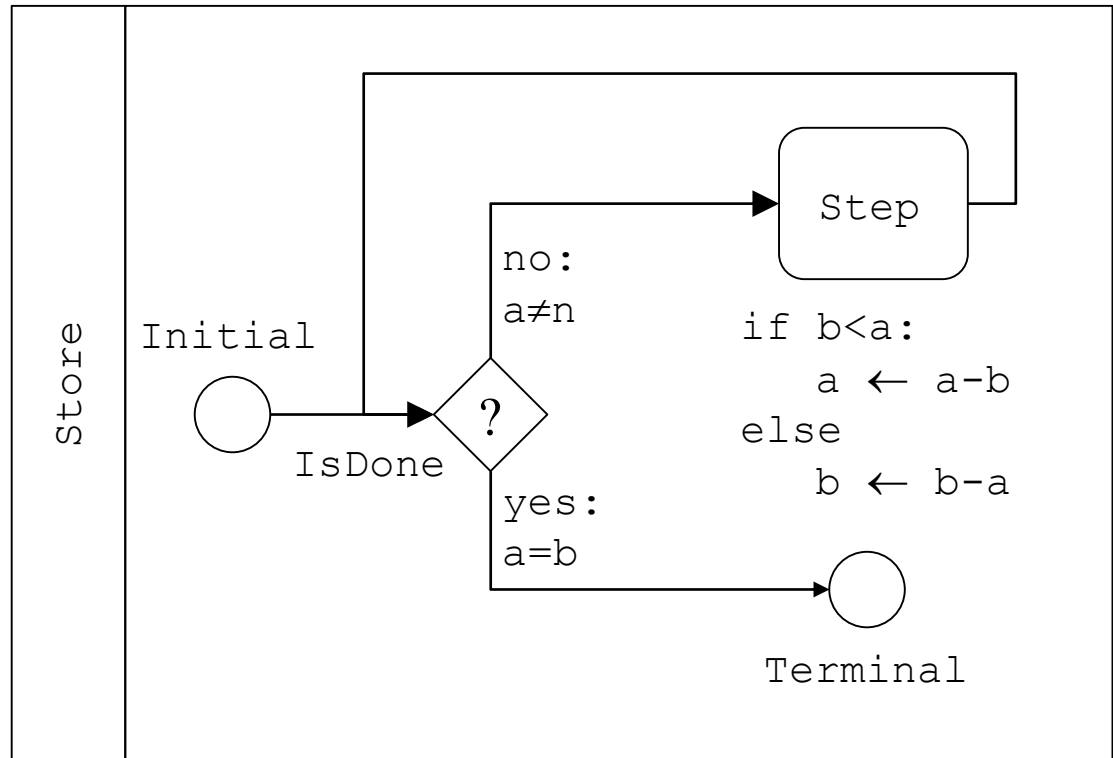 Store
Initial
IsDone
?
no:
a≠n
Step
if b<a:
a ← a-b
else
b ← b-a
yes:
a=b
Terminal